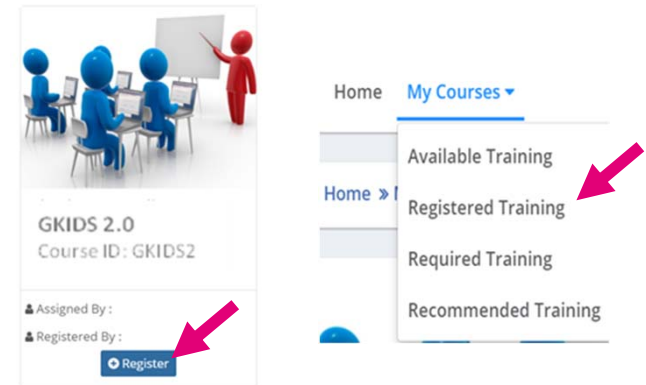 GKIDS 2.0
Course ID: GKIDS2
Assigned By :
Registered By :
Register
Home My Courses
Available Training
Home »
Registered Training
Required Training
Recommended Training